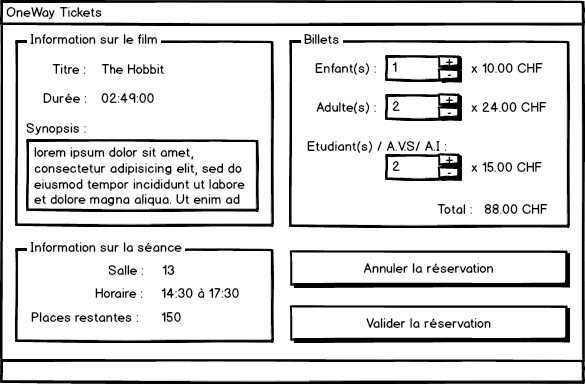 OneWay Tickets
Information sur le film
Titre : The Hobbit
Durée : 02:49:00
Synopsis :
lorem ipsum dolor sit amet,
consectetur adipisicing elit, sed do
eiusmod tempor incididunt ut labore
et dolore magna aliqua. Ut enim ad
Billets
Enfant(s) : 1 + - x 10.00 CHF
Adulte(s) : 2 + - x 24.00 CHF
Etudiant(s) / A.V.S/ A.I :
2 + - x 15.00 CHF
Total : 88.00 CHF
Information sur la séance
Salle : 13
Horaire : 14:30 à 17:30
Places restantes : 150
Annuler la réservation
Valider la réservation